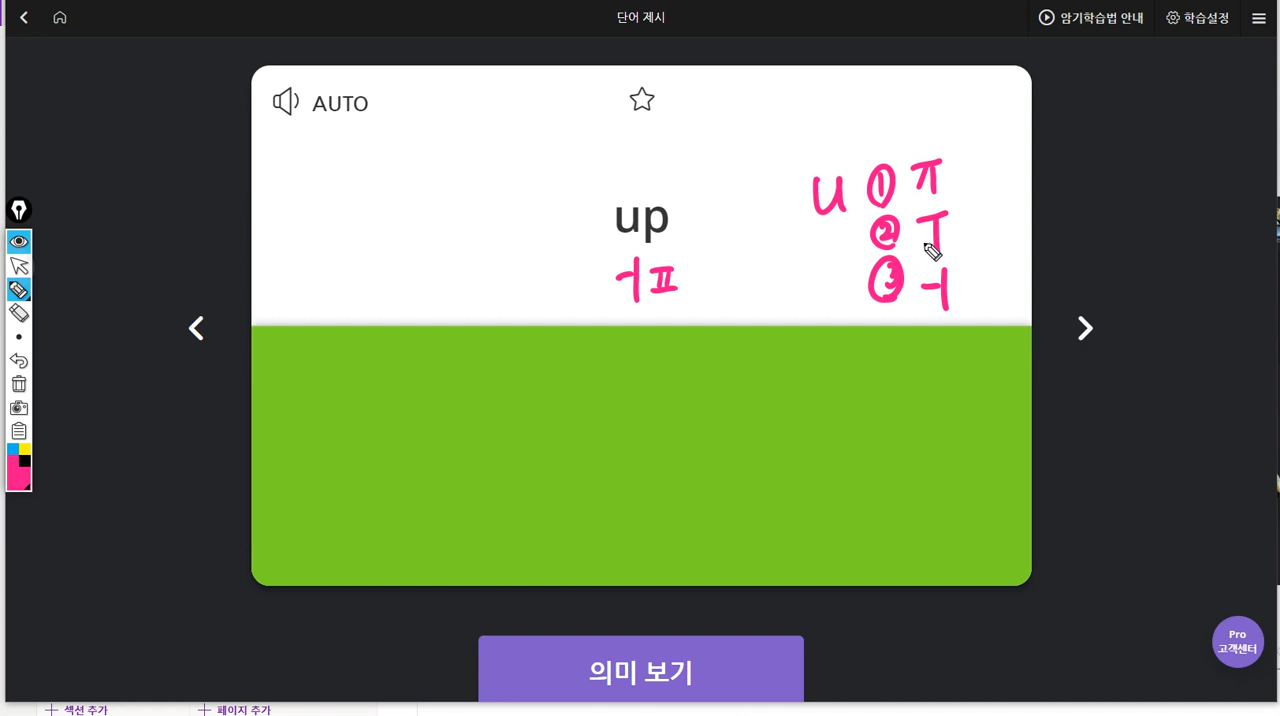 단어 제시
암기학습법 안내
학습설정
AUTO
up
ㅓㅍ
u ① ㅠ
② ㅜ
③ ㅓ
의미 보기
Pro
고객센터
섹션 추가
페이지 추가